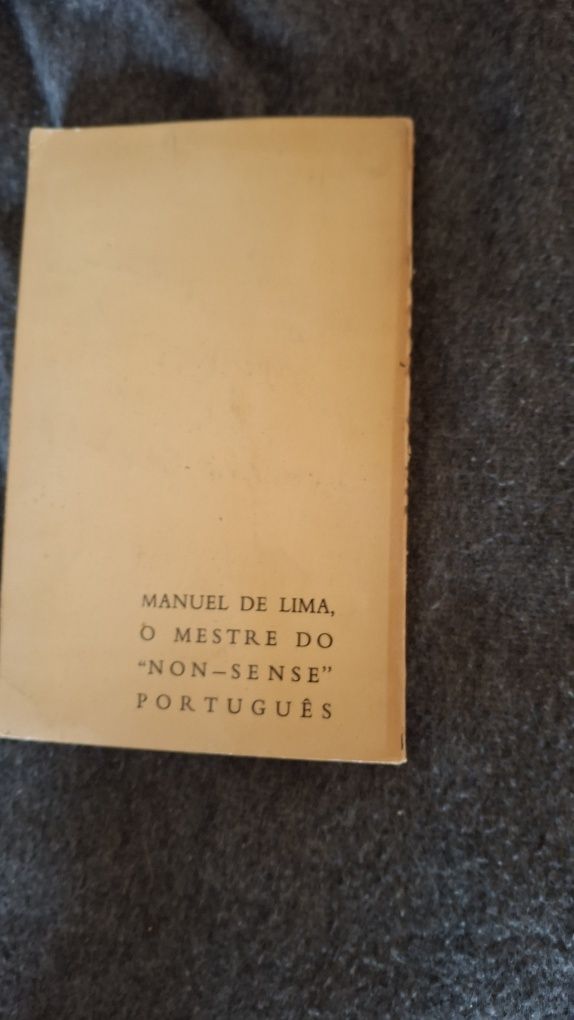 MANUEL DE LIMA,
O MESTRE DO
“NON–SENSE”
PORTUGUÊS